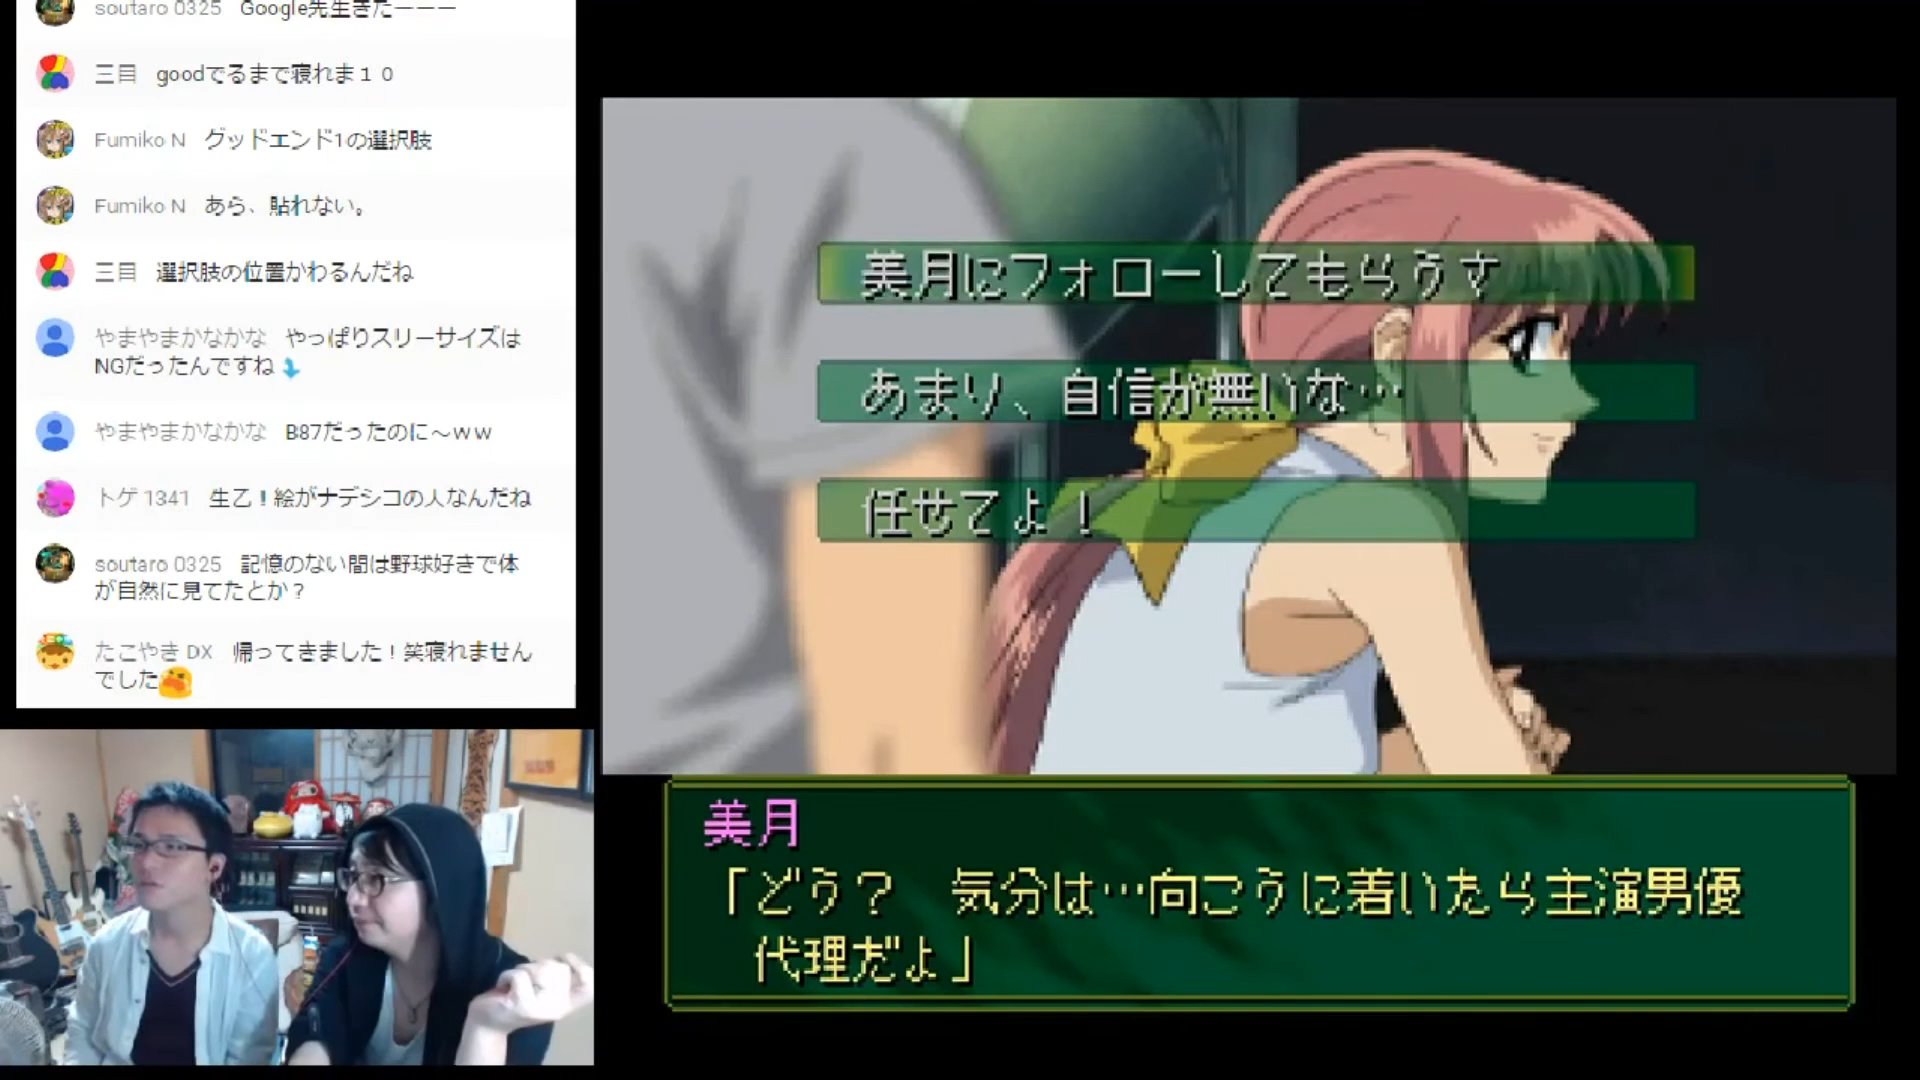 soutaro 0325 Google先生きたーーー
三目 goodでるまで寝れま１０
Fumiko N グッドエンド1の選択肢
Fumiko N あら、貼れない。
三目 選択肢の位置かわるんだね
やまやまかなかな やっぱりスリーサイズは
NGだったんですね
やまやまかなかな B87だったのに〜ww
トゲ 1341 生乙！絵がナデシコの人なんだね
soutaro 0325 記憶のない間は野球好きで体
が自然に見てたとか？
たこやき DX 帰ってきました！笑寝れません
でした
美月にフォローしてもらうさ
あまり、自信が無いな…
任せてよ！
美月
「どう？　気分は…向こうに着いたら主演男優
代理だよ」